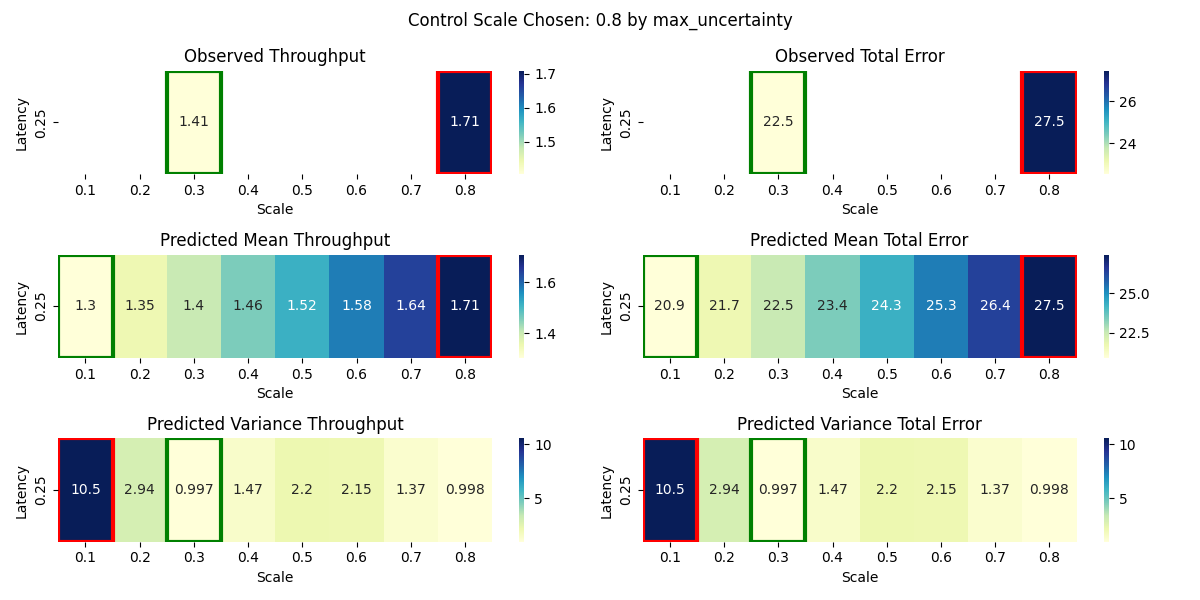 Control Scale Chosen: 0.8 by max_uncertainty
Observed Throughput
Latency
0.25
1.41
1.71
0.1 0.2 0.3 0.4 0.5 0.6 0.7 0.8
Scale
1.7
1.6
1.5
Observed Total Error
Latency
0.25
22.5
27.5
0.1 0.2 0.3 0.4 0.5 0.6 0.7 0.8
Scale
26
24
Predicted Mean Throughput
Latency
0.25
1.3 1.35 1.4 1.46 1.52 1.58 1.64 1.71
0.1 0.2 0.3 0.4 0.5 0.6 0.7 0.8
Scale
1.6
1.4
Predicted Mean Total Error
Latency
0.25
20.9 21.7 22.5 23.4 24.3 25.3 26.4 27.5
0.1 0.2 0.3 0.4 0.5 0.6 0.7 0.8
Scale
25.0
22.5
Predicted Variance Throughput
Latency
0.25
10.5 2.94 0.997 1.47 2.2 2.15 1.37 0.998
0.1 0.2 0.3 0.4 0.5 0.6 0.7 0.8
Scale
10
5
Predicted Variance Total Error
Latency
0.25
10.5 2.94 0.997 1.47 2.2 2.15 1.37 0.998
0.1 0.2 0.3 0.4 0.5 0.6 0.7 0.8
Scale
10
5